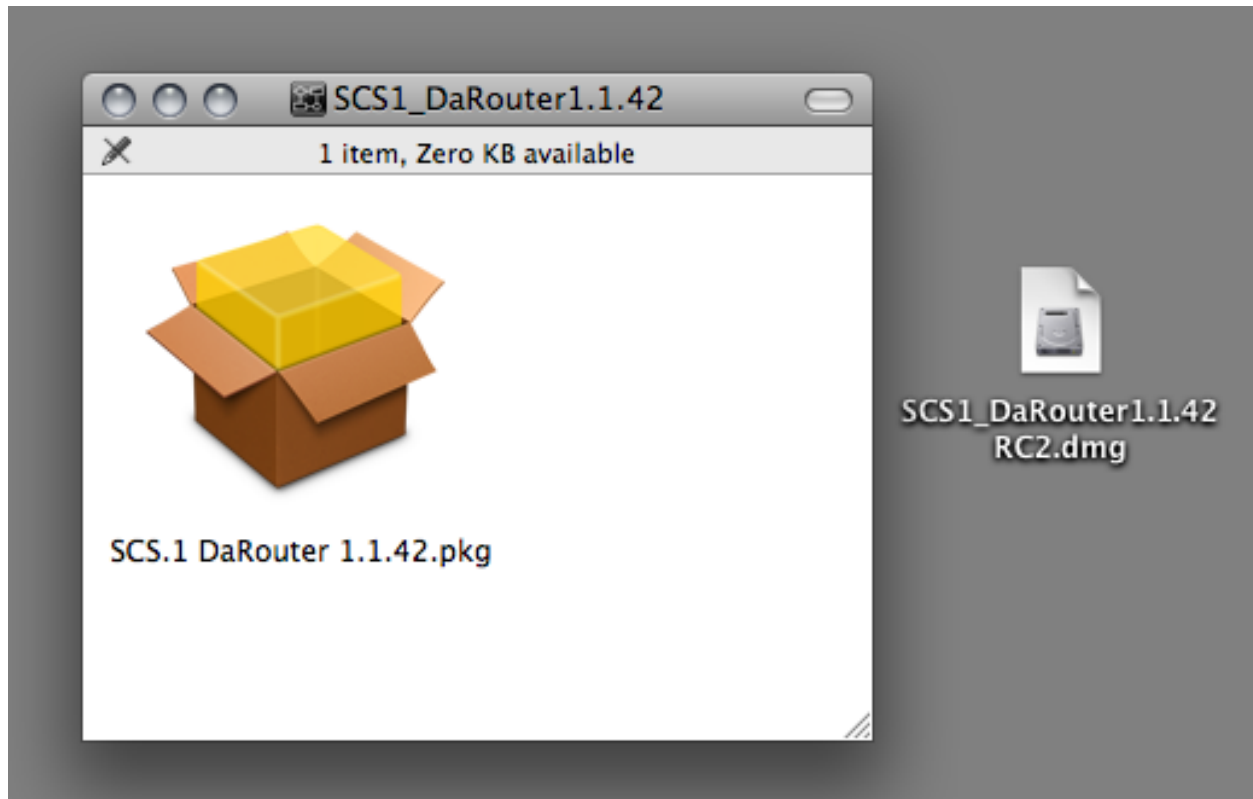 SCS1_DaRouter1.1.42
1 item, Zero KB available
SCS.1 DaRouter 1.1.42.pkg
SCS1_DaRouter1.1.42
RC2.dmg